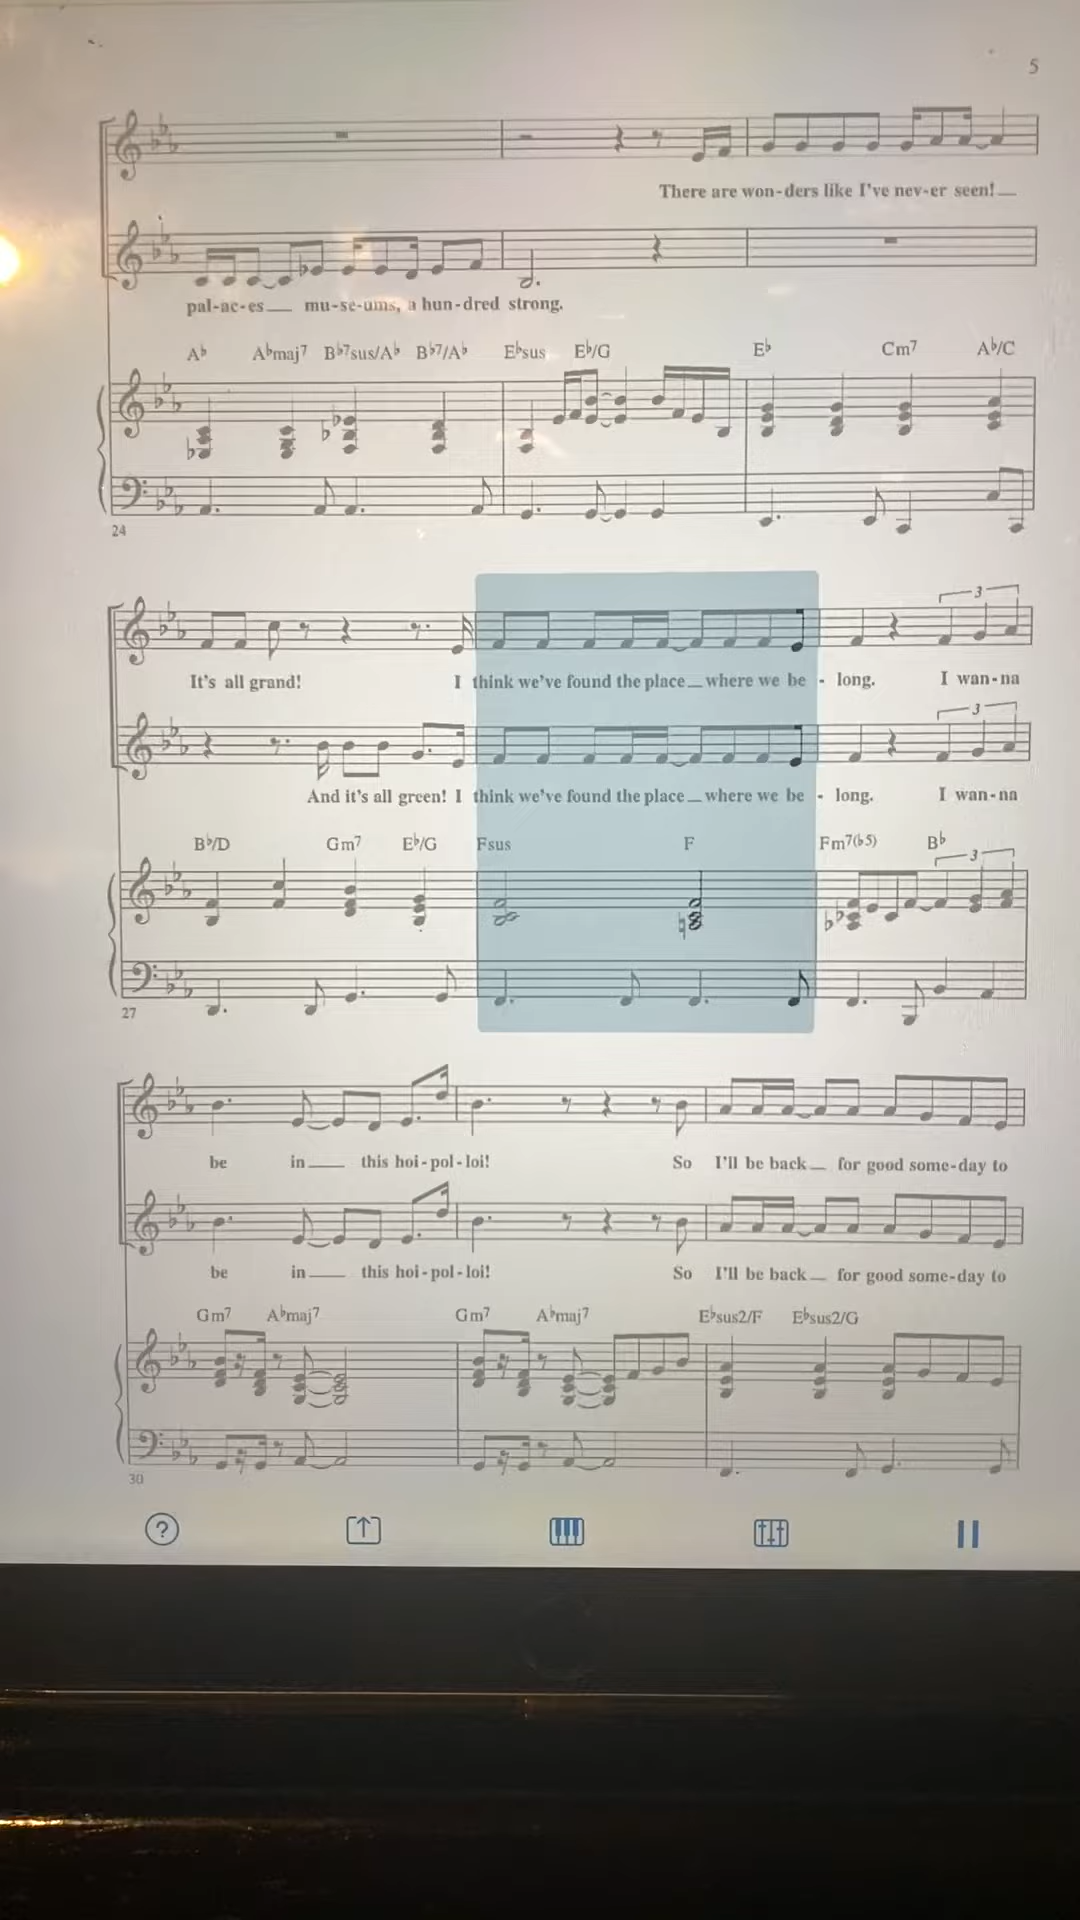 5
There are won-ders like I've nev-er seen!
pal-ac-es mu-se-ums, a hun-dred strong.
A♭ A♭maj7 B♭7sus/A♭ B♭7/A♭ E♭sus E♭/G E♭ Cm7 A♭/C
24
3
It's all grand! I think we've found the place where we be - long. I wan-na
3
And it's all green! I think we've found the place where we be - long. I wan-na
B♭/D Gm7 E♭/G Fsus F Fm7(♭5) B♭
3
27
be in this hoi-pol-loi! So I'll be back for good some-day to
be in this hoi-pol-loi! So I'll be back for good some-day to
Gm7 A♭maj7 Gm7 A♭maj7 E♭sus2/F E♭sus2/G
30
?